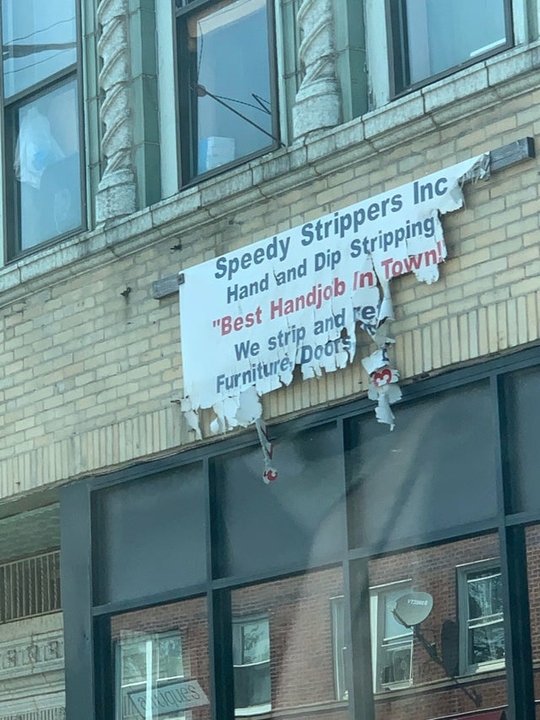 Speedy Strippers Inc
Hand and Dip Stripping
"Best Handjob In Town!
We strip and re
Furniture, Doors